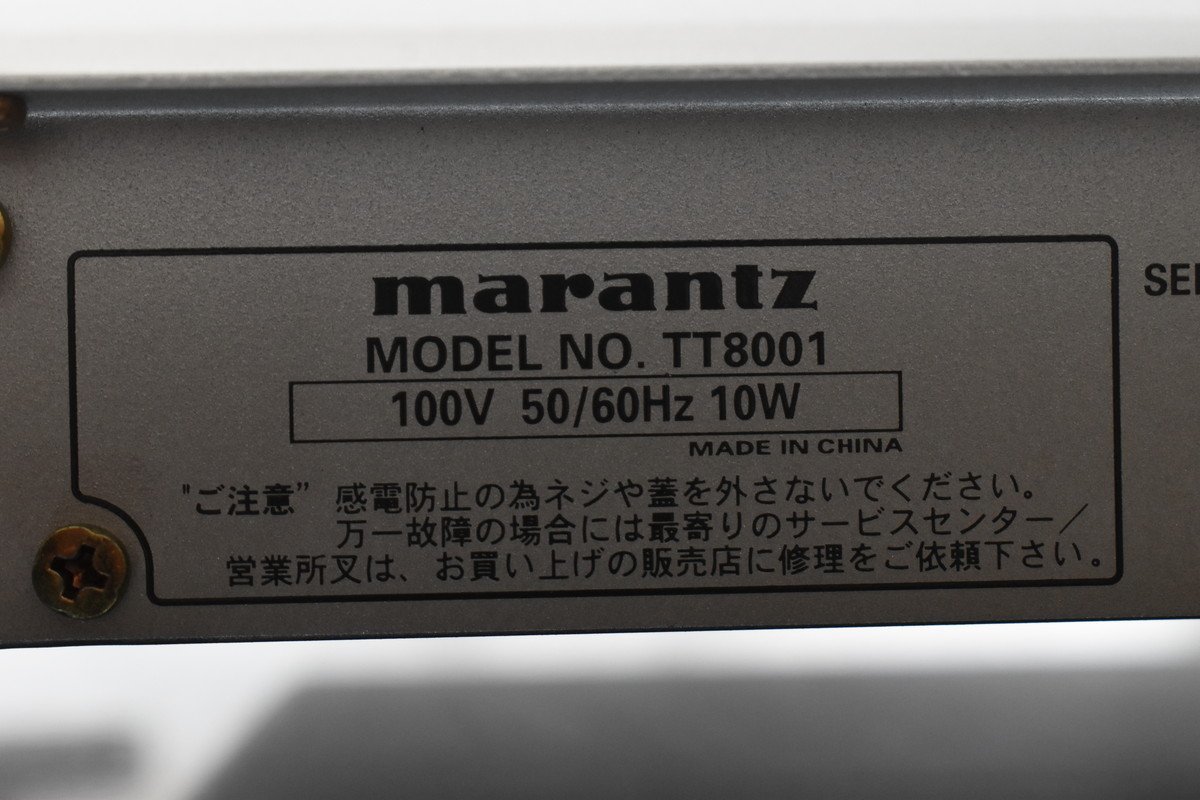 marantz
MODEL NO. TT8001
100V 50/60Hz 10W
MADE IN CHINA
"ご注意" 感電防止の為ネジや蓋を外さないでください。
万一故障の場合には最寄りのサービスセンター／
営業所又は、お買い上げの販売店に修理をご依頼下さい。